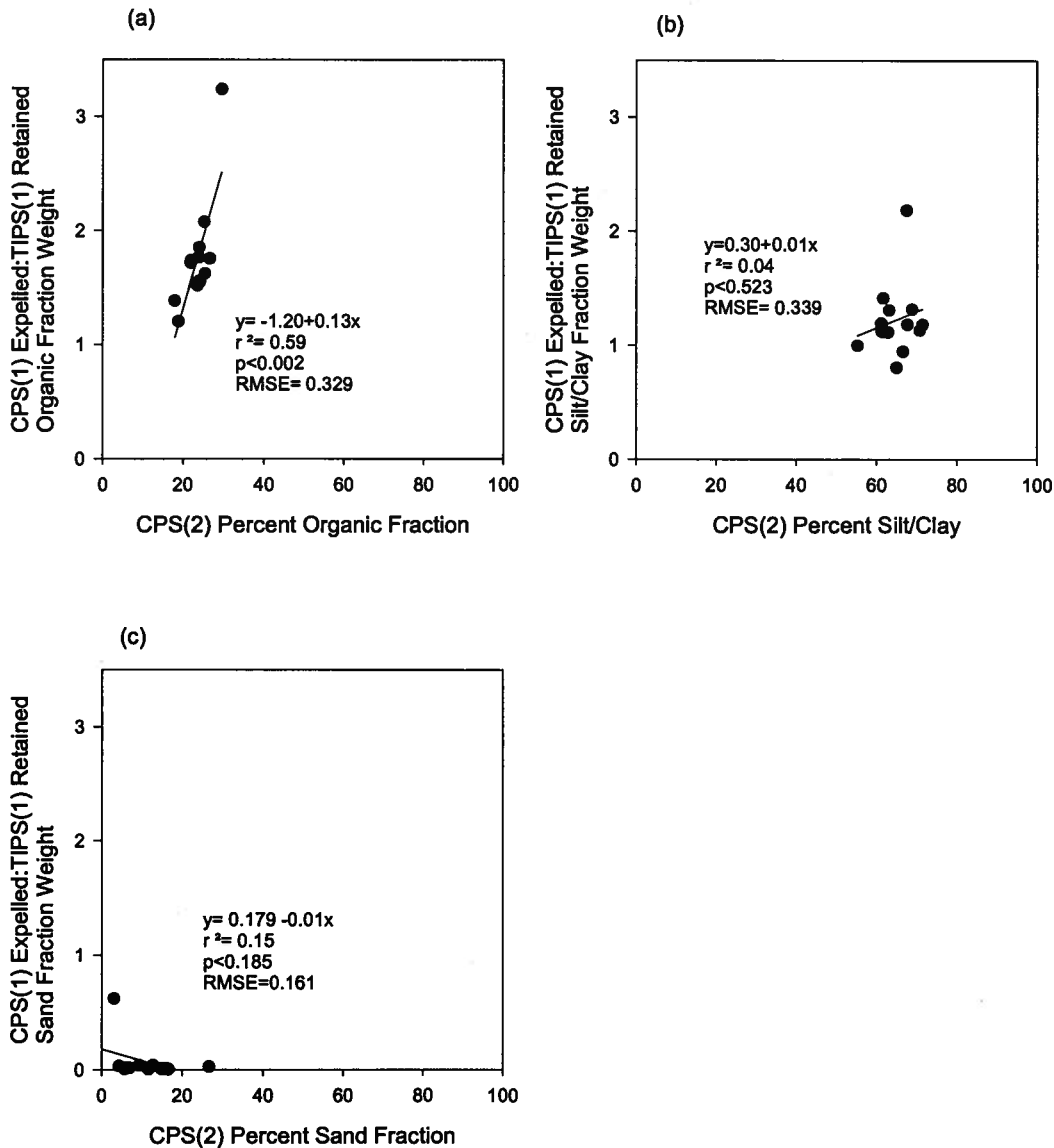 (a)
CPS(1) Expelled:TIPS(1) Retained
Organic Fraction Weight
3
2
1
0
y= -1.20+0.13x
r ²= 0.59
p<0.002
RMSE= 0.329
0 20 40 60 80 100
CPS(2) Percent Organic Fraction
(b)
CPS(1) Expelled:TIPS(1) Retained
Silt/Clay Fraction Weight
3
2
1
0
y=0.30+0.01x
r ²= 0.04
p<0.523
RMSE= 0.339
0 20 40 60 80 100
CPS(2) Percent Silt/Clay
(c)
CPS(1) Expelled:TIPS(1) Retained
Sand Fraction Weight
3
2
1
0
y= 0.179 -0.01x
r ²= 0.15
p<0.185
RMSE=0.161
0 20 40 60 80 100
CPS(2) Percent Sand Fraction